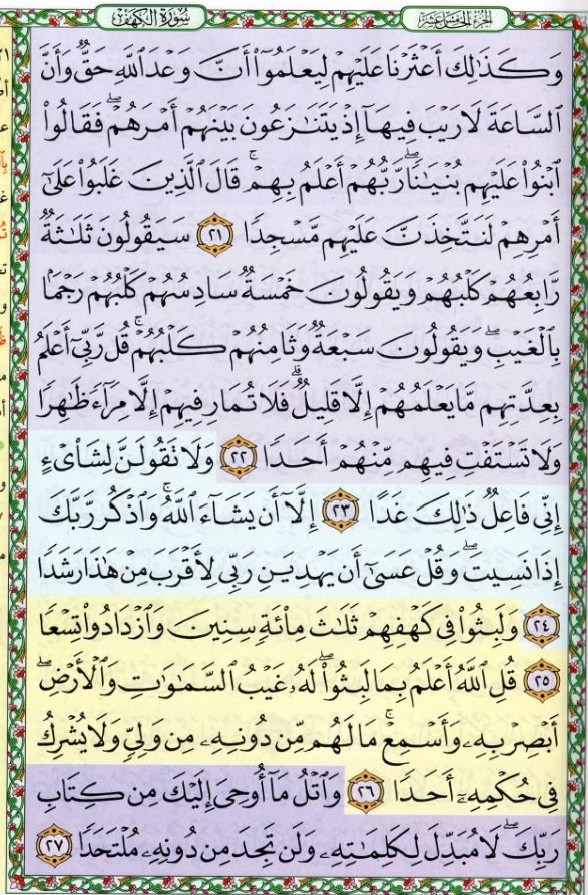 سُورَةُ الكَهْفِ الجُزْءُ الخَامِسَ عَشَرَ
وَكَذَٰلِكَ أَعْثَرْنَا عَلَيْهِمْ لِيَعْلَمُوٓا۟ أَنَّ وَعْدَ ٱللَّهِ حَقٌّ وَأَنَّ
ٱلسَّاعَةَ لَا رَيْبَ فِيهَآ إِذْ يَتَنَٰزَعُونَ بَيْنَهُمْ أَمْرَهُمْ ۖ فَقَالُوا۟
ٱبْنُوا۟ عَلَيْهِم بُنْيَٰنًا ۖ رَّبُّهُمْ أَعْلَمُ بِهِمْ ۚ قَالَ ٱلَّذِينَ غَلَبُوا۟ عَلَىٰٓ
أَمْرِهِمْ لَنَتَّخِذَنَّ عَلَيْهِم مَّسْجِدًا ٢١ سَيَقُولُونَ ثَلَٰثَةٌ
رَّابِعُهُمْ كَلْبُهُمْ وَيَقُولُونَ خَمْسَةٌ سَادِسُهُمْ كَلْبُهُمْ رَجْمًۢا
بِٱلْغَيْبِ ۖ وَيَقُولُونَ سَبْعَةٌ وَثَامِنُهُمْ كَلْبُهُمْ ۚ قُل رَّبِّىٓ أَعْلَمُ
بِعِدَّتِهِم مَّا يَعْلَمُهُمْ إِلَّا قَلِيلٌ ۗ فَلَا تُمَارِ فِيهِمْ إِلَّا مِرَآءً ظَٰهِرًا
وَلَا تَسْتَفْتِ فِيهِم مِّنْهُمْ أَحَدًا ٢٢ وَلَا تَقُولَنَّ لِشَا۟ىْءٍ
إِنِّى فَاعِلٌ ذَٰلِكَ غَدًا ٢٣ إِلَّآ أَن يَشَآءَ ٱللَّهُ ۚ وَٱذْكُر رَّبَّكَ
إِذَا نَسِيتَ وَقُلْ عَسَىٰٓ أَن يَهْدِيَنِ رَبِّى لِأَقْرَبَ مِنْ هَٰذَا رَشَدًا
٢٤ وَلَبِثُوا۟ فِى كَهْفِهِمْ ثَلَٰثَ مِا۟ئَةٍ سِنِينَ وَٱزْدَادُوا۟ تِسْعًا
٢٥ قُلِ ٱللَّهُ أَعْلَمُ بِمَا لَبِثُوا۟ ۖ لَهُۥ غَيْبُ ٱلسَّمَٰوَٰتِ وَٱلْأَرْضِ ۖ
أَبْصِرْ بِهِۦ وَأَسْمِعْ ۚ مَا لَهُم مِّن دُونِهِۦ مِن وَلِىٍّ وَلَا يُشْرِكُ
فِى حُكْمِهِۦٓ أَحَدًا ٢٦ وَٱتْلُ مَآ أُوحِىَ إِلَيْكَ مِن كِتَابِ
رَبِّكَ ۖ لَا مُبَدِّلَ لِكَلِمَٰتِهِۦ وَلَن تَجِدَ مِن دُونِهِۦ مُلْتَحَدًا ٢٧